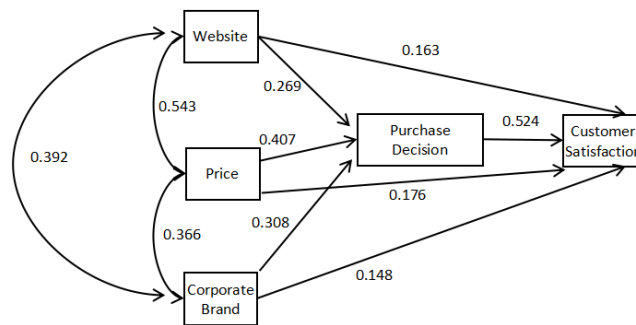 Website
0.163
0.269
0.543
Purchase
Decision
0.524
Customer
Satisfaction
0.407
0.392
Price
0.176
0.308
0.366
0.148
Corporate
Brand